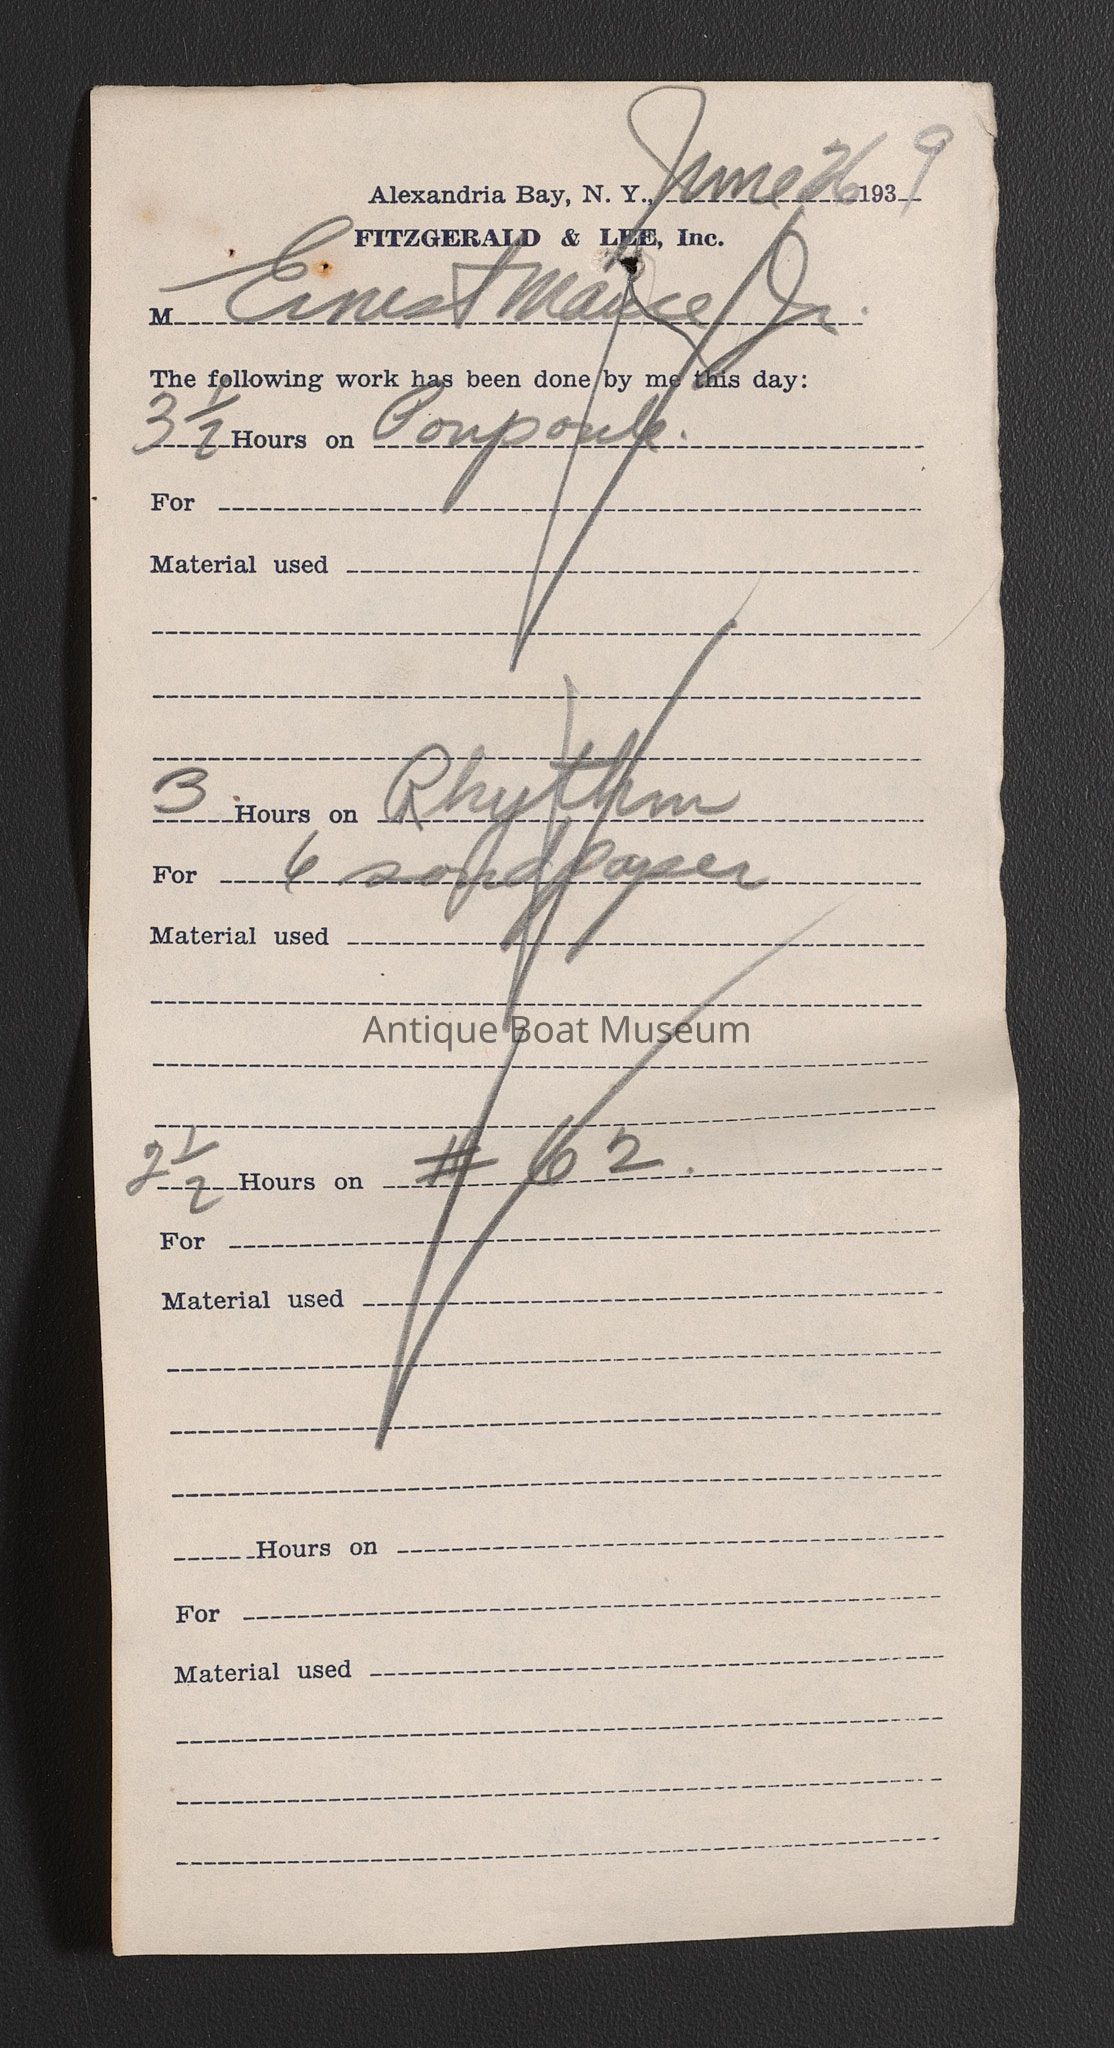 Alexandria Bay, N. Y., June 26 1939
FITZGERALD & LEE, Inc.
M Ernest Jr.
The following work has been done by me this day:
3 1/2 Hours on
For
Material used
3 Hours on Rhythm
For 6 sandpaper
Material used
Antique Boat Museum
2 1/2 Hours on # 62.
For
Material used
Hours on
For
Material used